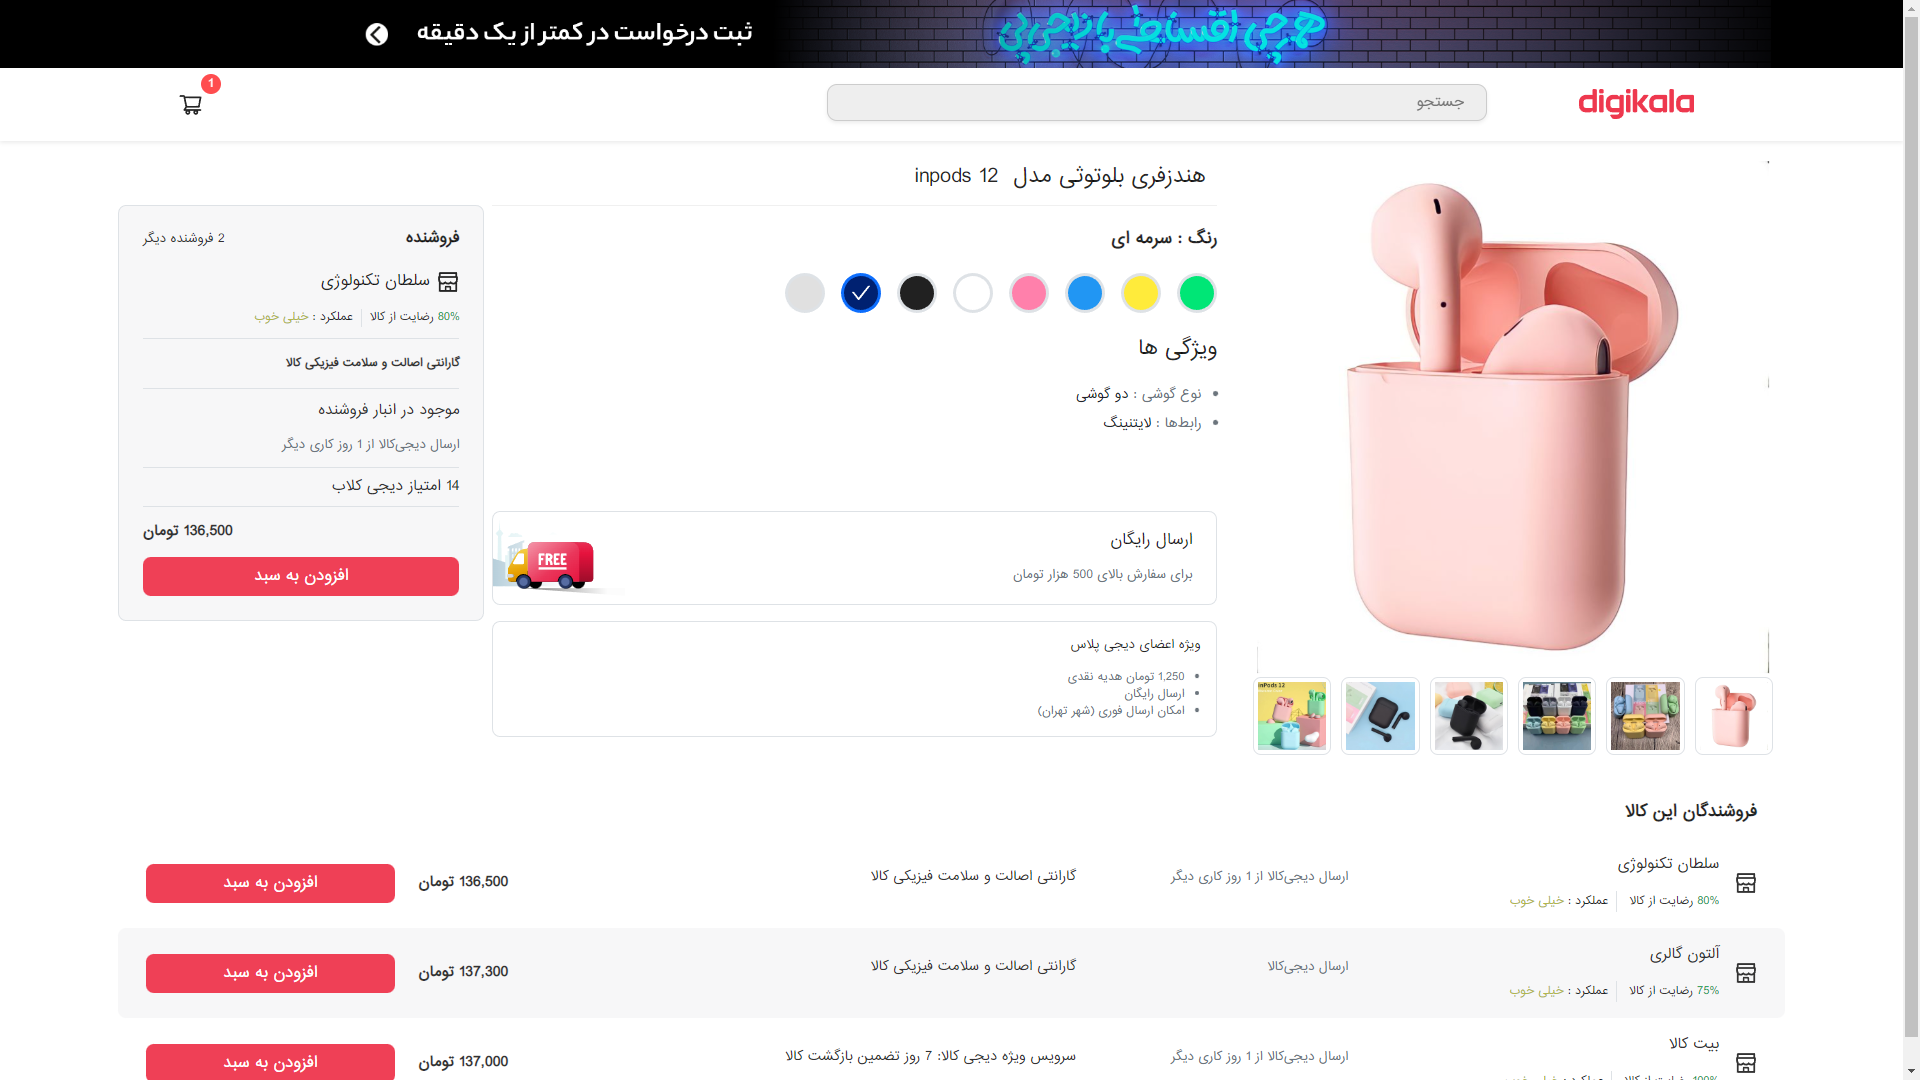 هرچی اقساطی باز دیجی‌پی
ثبت درخواست در کمتر از یک دقیقه
digikala
جستجو
1
هندزفری بلوتوثی مدل inpods 12
رنگ : سرمه ای
ویژگی ها
نوع گوشی : دو گوشی
رابط‌ها : لایتنینگ
ارسال رایگان
برای سفارش بالای 500 هزار تومان
FREE
ویژه اعضای دیجی پلاس
1,250 تومان هدیه نقدی
ارسال رایگان
امکان ارسال فوری (شهر تهران)
فروشنده
2 فروشنده دیگر
سلطان تکنولوژی
80% رضایت از کالا
عملکرد : خیلی خوب
گارانتی اصالت و سلامت فیزیکی کالا
موجود در انبار فروشنده
ارسال دیجی‌کالا از 1 روز کاری دیگر
14 امتیاز دیجی کلاب
136,500 تومان
افزودن به سبد
inPods 12
فروشندگان این کالا
سلطان تکنولوژی
80% رضایت از کالا
عملکرد : خیلی خوب
ارسال دیجی‌کالا از 1 روز کاری دیگر
گارانتی اصالت و سلامت فیزیکی کالا
136,500 تومان
افزودن به سبد
آلتون گالری
75% رضایت از کالا
عملکرد : خیلی خوب
ارسال دیجی‌کالا
گارانتی اصالت و سلامت فیزیکی کالا
137,300 تومان
افزودن به سبد
بیت کالا
ارسال دیجی‌کالا از 1 روز کاری دیگر
سرویس ویژه دیجی کالا: 7 روز تضمین بازگشت کالا
137,000 تومان
افزودن به سبد